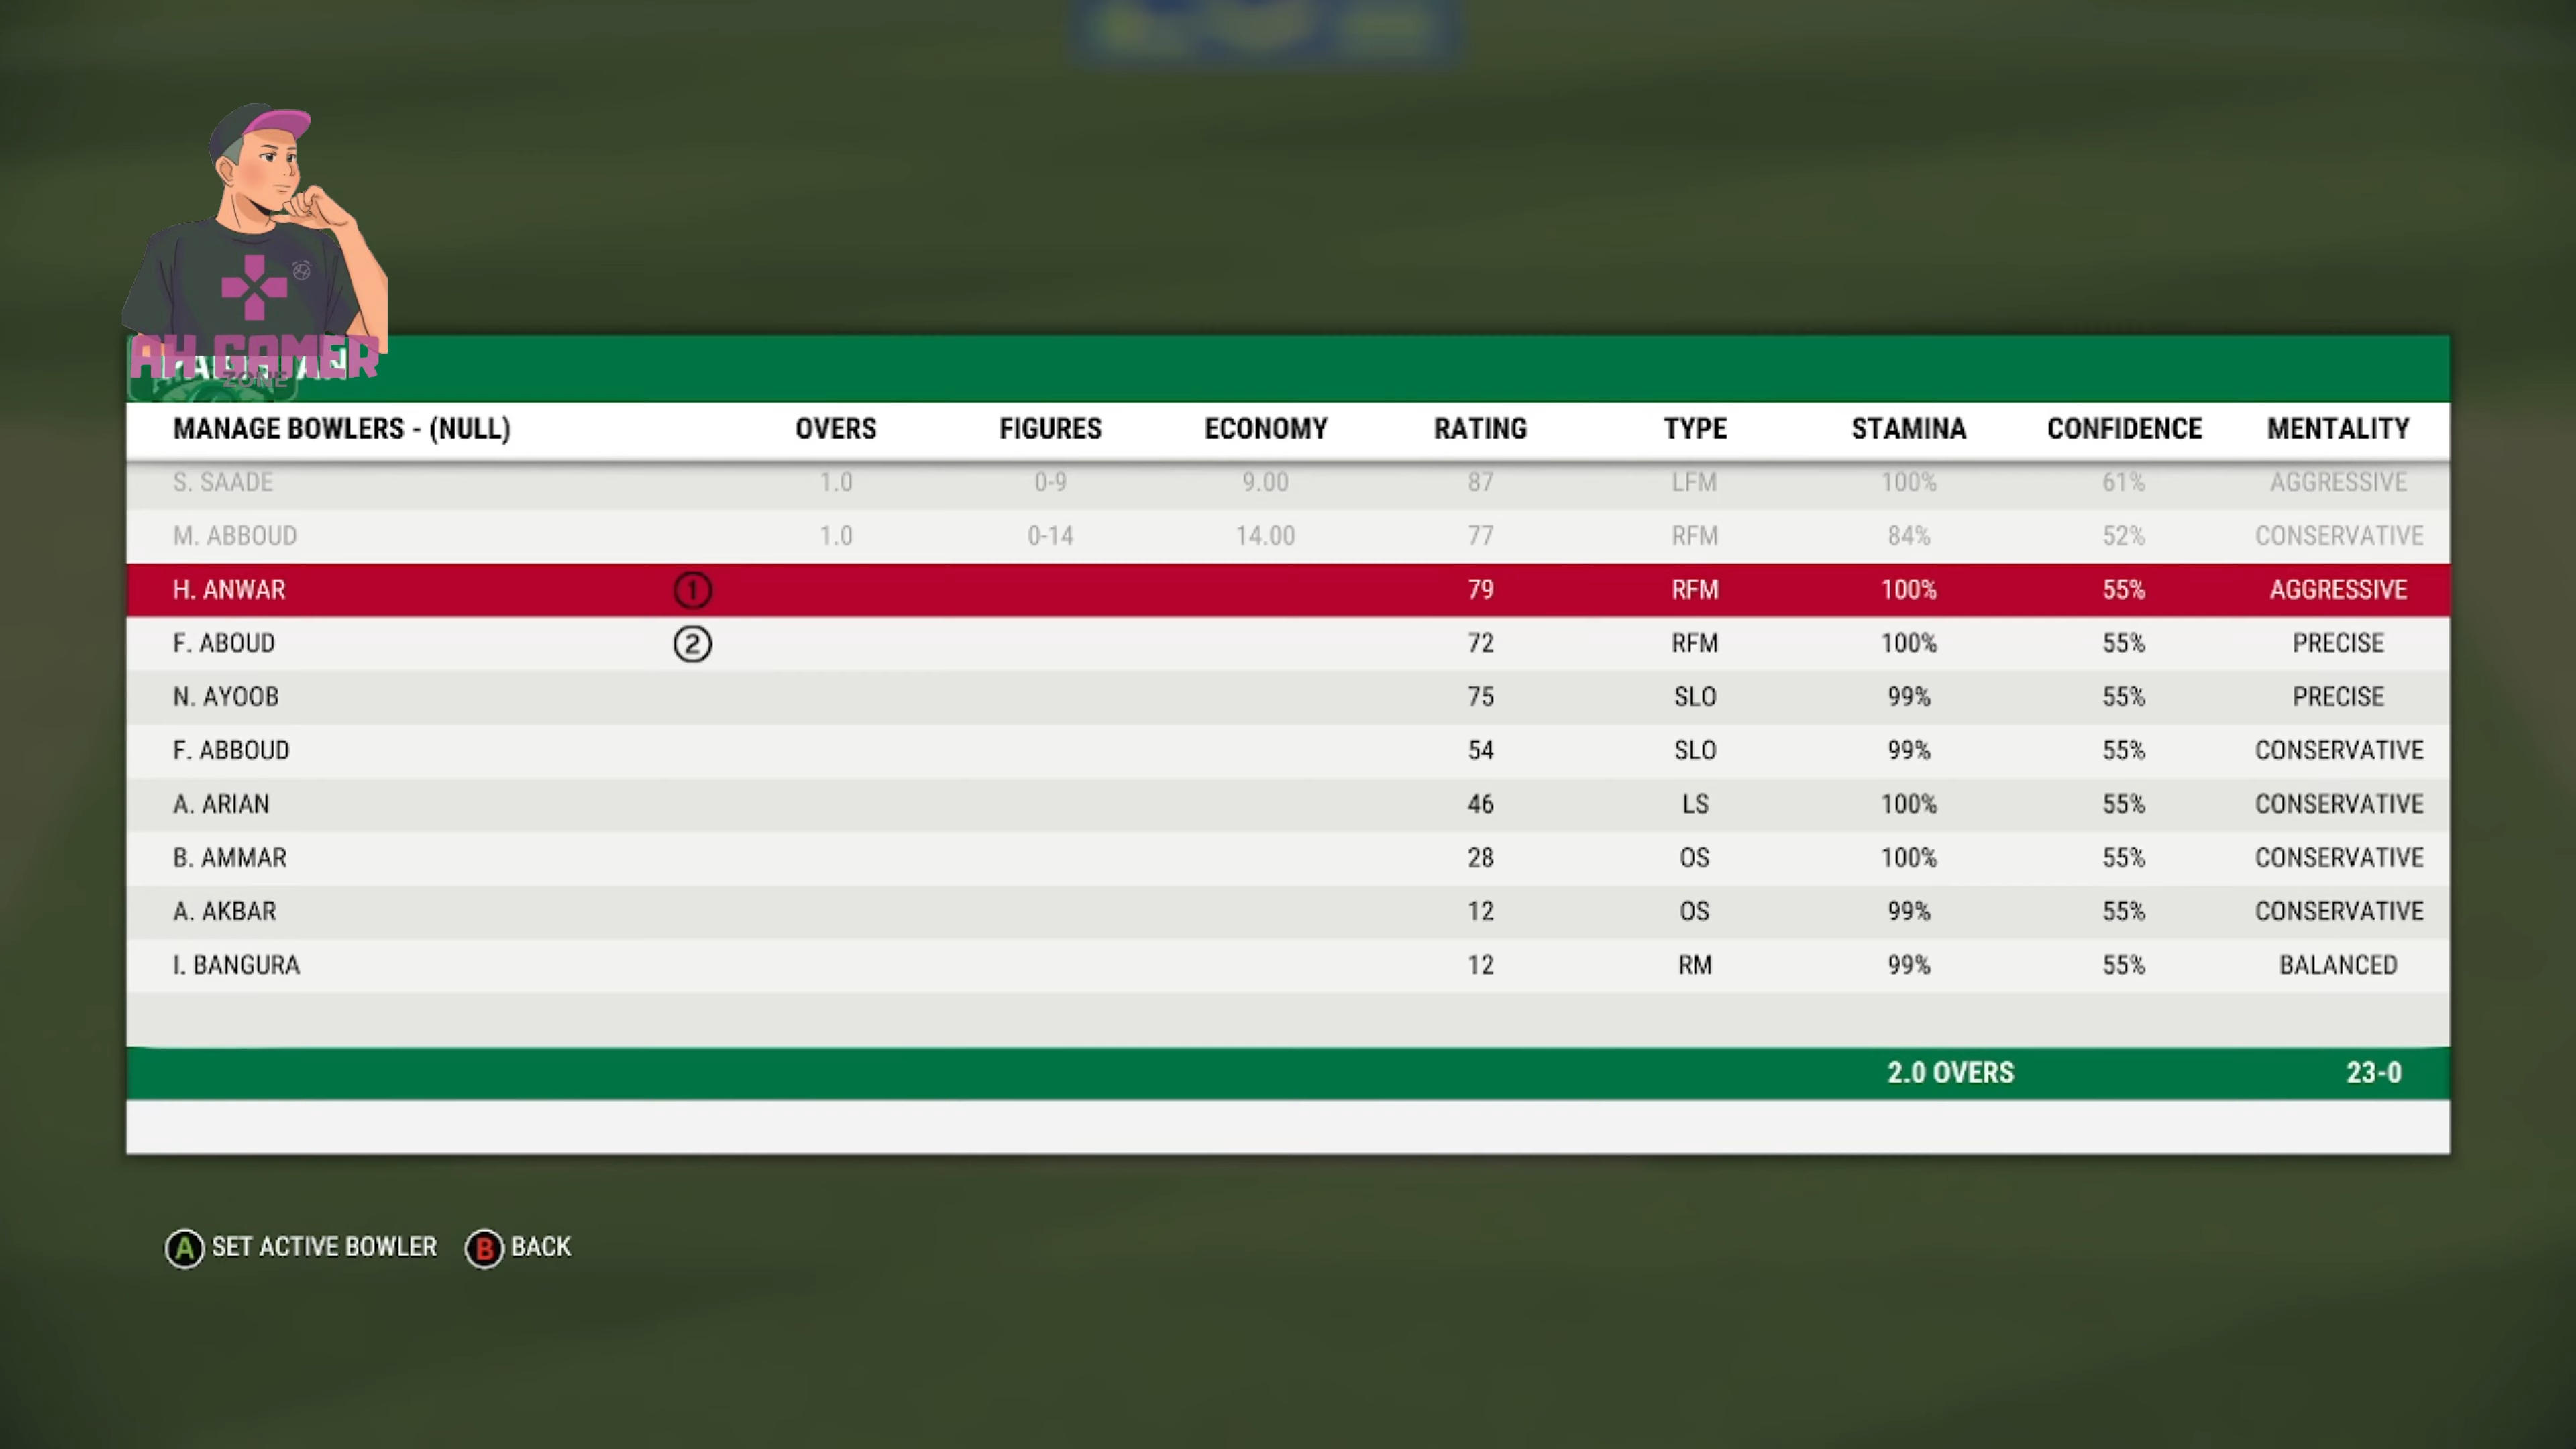 AH GAMER
ZONE
MANAGE BOWLERS - (NULL) OVERS FIGURES ECONOMY RATING TYPE STAMINA CONFIDENCE MENTALITY
S. SAADE 1.0 0-9 9.00 87 LFM 100% 61% AGGRESSIVE
M. ABBOUD 1.0 0-14 14.00 77 RFM 84% 52% CONSERVATIVE
H. ANWAR 1 79 RFM 100% 55% AGGRESSIVE
F. ABOUD 2 72 RFM 100% 55% PRECISE
N. AYOOB 75 SLO 99% 55% PRECISE
F. ABBOUD 54 SLO 99% 55% CONSERVATIVE
A. ARIAN 46 LS 100% 55% CONSERVATIVE
B. AMMAR 28 OS 100% 55% CONSERVATIVE
A. AKBAR 12 OS 99% 55% CONSERVATIVE
I. BANGURA 12 RM 99% 55% BALANCED
2.0 OVERS 23-0
A SET ACTIVE BOWLER B BACK